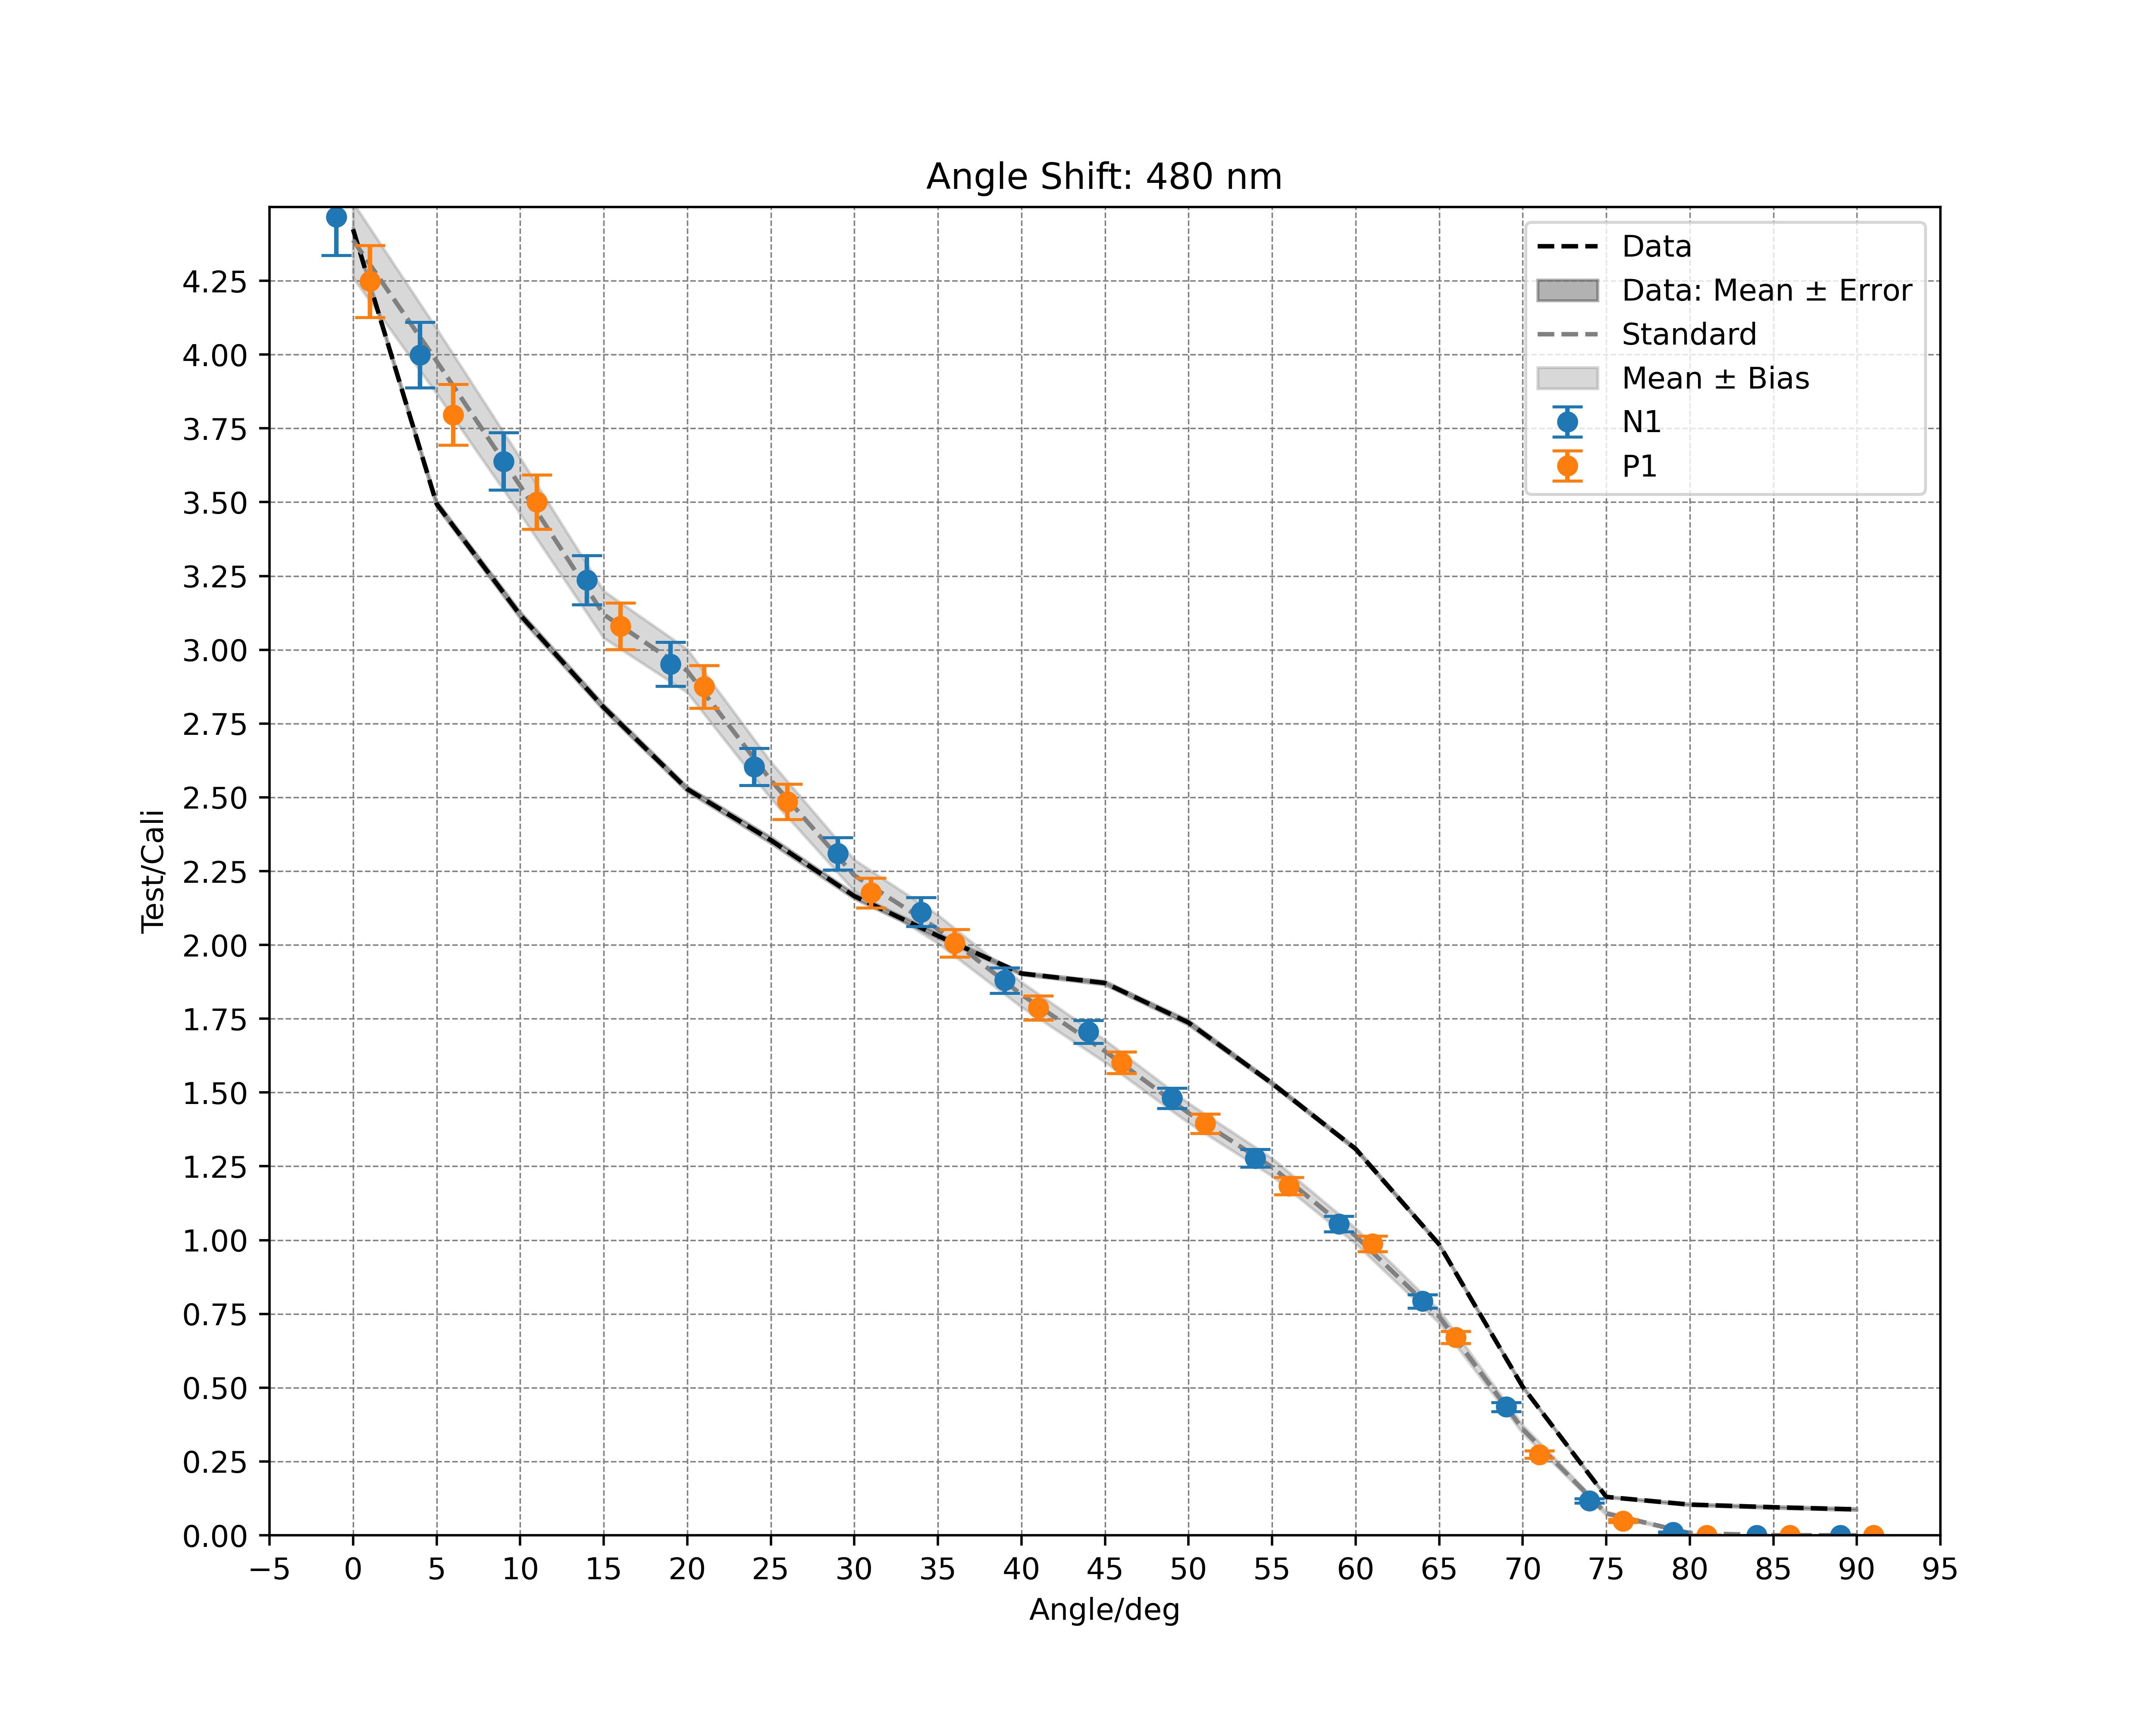 Angle Shift: 480 nm
Data
Data: Mean ± Error
Standard
Mean ± Bias
N1
P1
Test/Cali
4.25
4.00
3.75
3.50
3.25
3.00
2.75
2.50
2.25
2.00
1.75
1.50
1.25
1.00
0.75
0.50
0.25
0.00
−5 0 5 10 15 20 25 30 35 40 45 50 55 60 65 70 75 80 85 90 95
Angle/deg